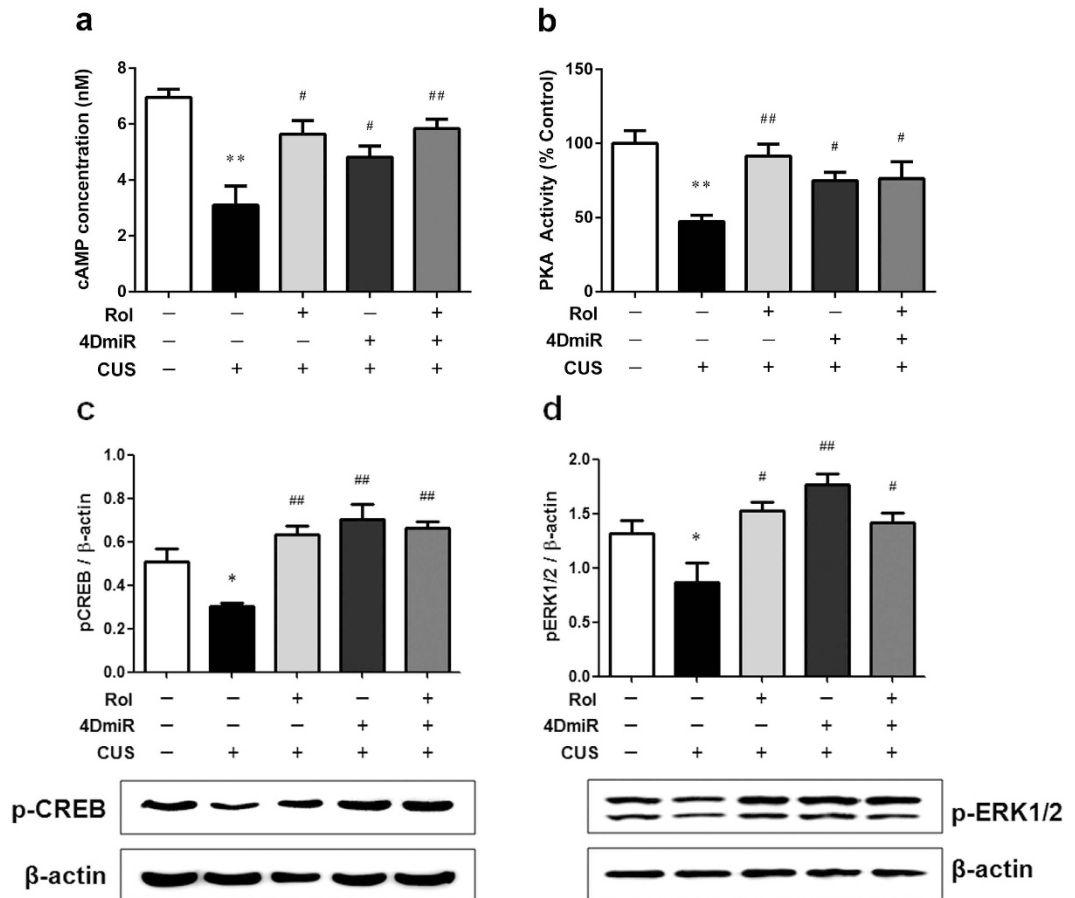 a
cAMP concentration (nM)
8
6
4
2
0
**
#
#
##
Rol – – + – +
4DmiR – – – + +
CUS – + + + +
b
PKA Activity (% Control)
150
100
50
0
**
##
#
#
Rol – – + – +
4DmiR – – – + +
CUS – + + + +
c
pCREB / β-actin
1.0
0.8
0.6
0.4
0.2
0.0
*
##
##
##
Rol – – + – +
4DmiR – – – + +
CUS – + + + +
p-CREB
β-actin
d
pERK1/2 / β-actin
2.0
1.5
1.0
0.5
0.0
*
#
##
#
Rol – – + – +
4DmiR – – – + +
CUS – + + + +
p-ERK1/2
β-actin